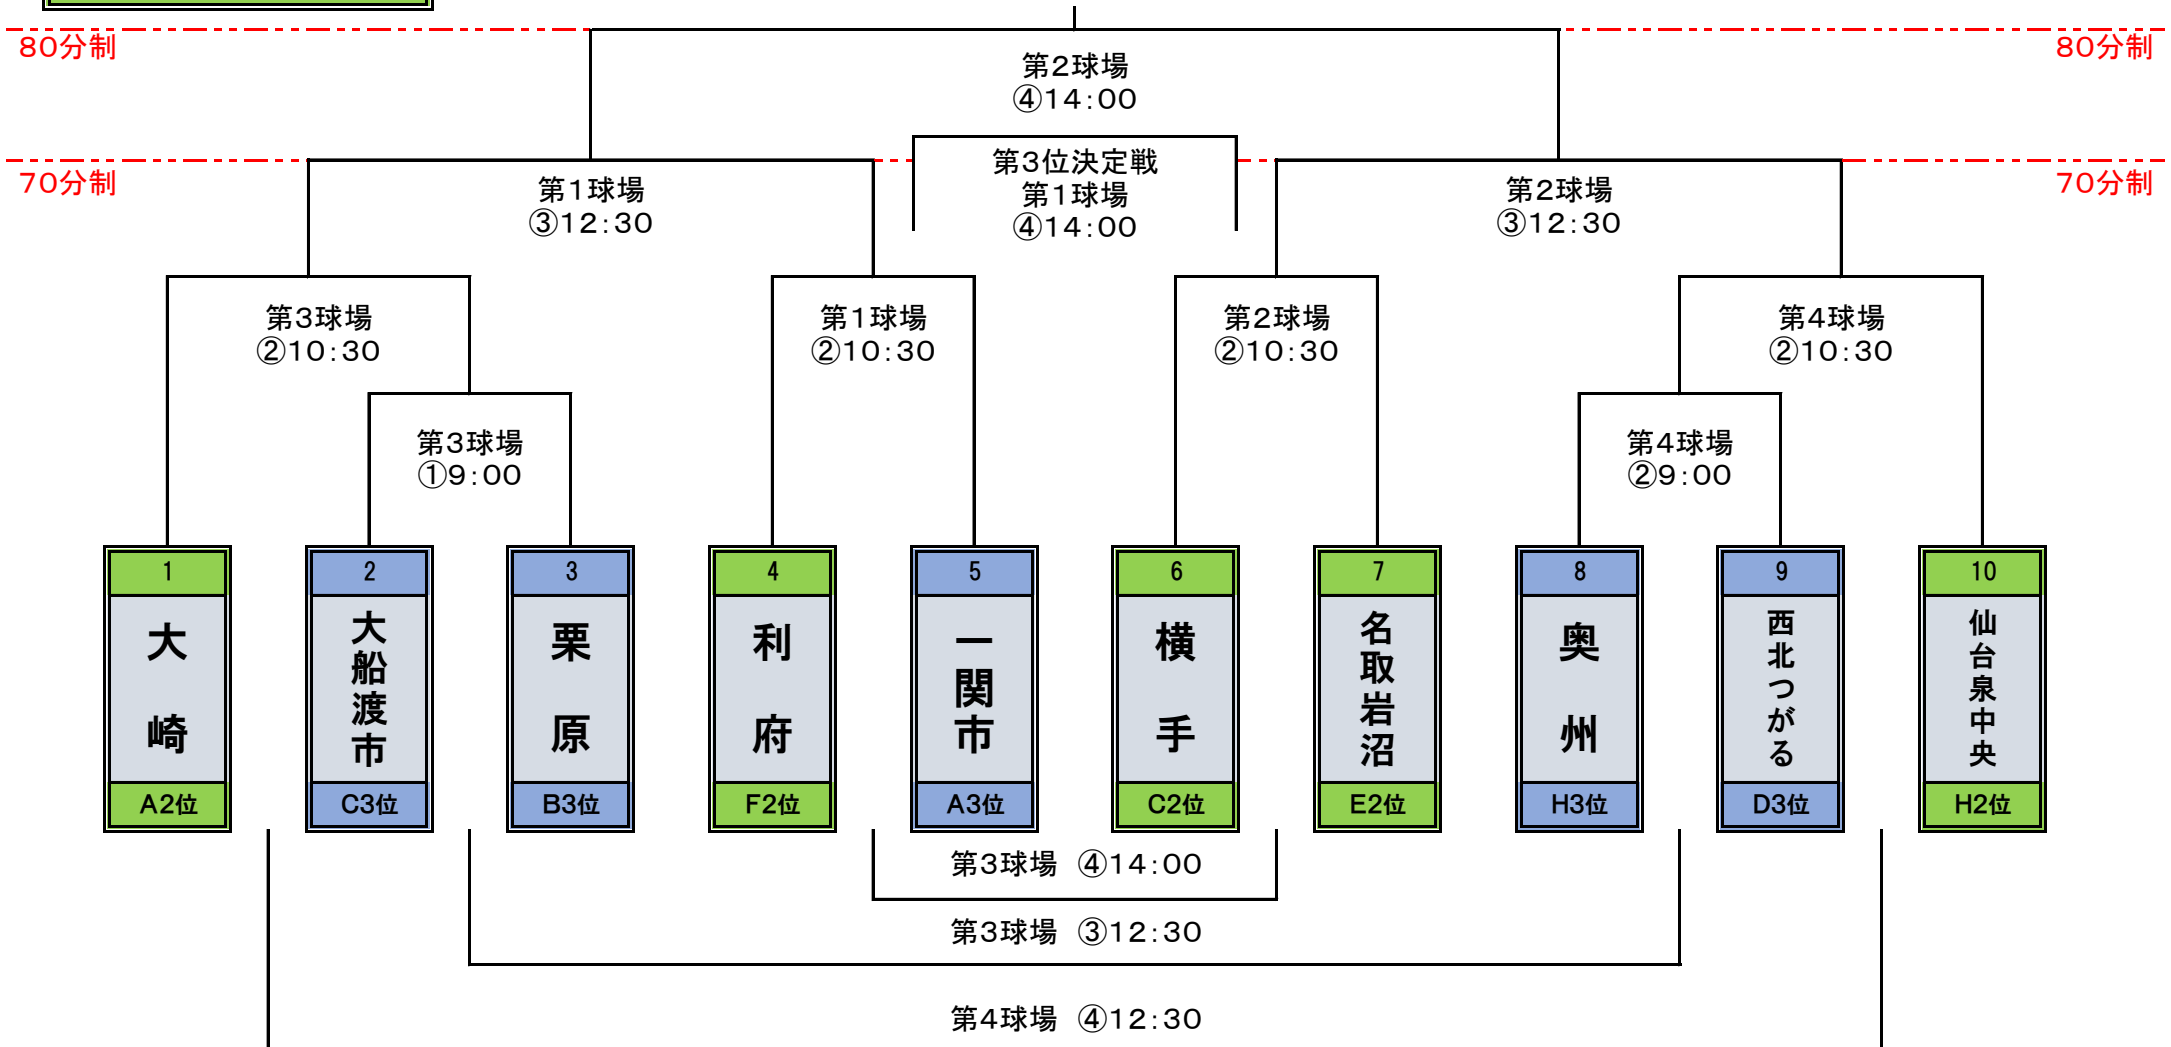 80分制
80分制
第2球場
④14:00
第3位決定戦
第1球場
④14:00
70分制
70分制
第1球場
③12:30
第2球場
③12:30
第3球場
②10:30
第1球場
②10:30
第2球場
②10:30
第4球場
②10:30
第3球場
①9:00
第4球場
②9:00
1
2
3
4
5
6
7
8
9
10
大崎
大船渡市
栗原
利府
一関市
横手
名取岩沼
奥州
西北つがる
仙台泉中央
A2位
C3位
B3位
F2位
A3位
C2位
E2位
H3位
D3位
H2位
第3球場 ④14:00
第3球場 ③12:30
第4球場 ④12:30